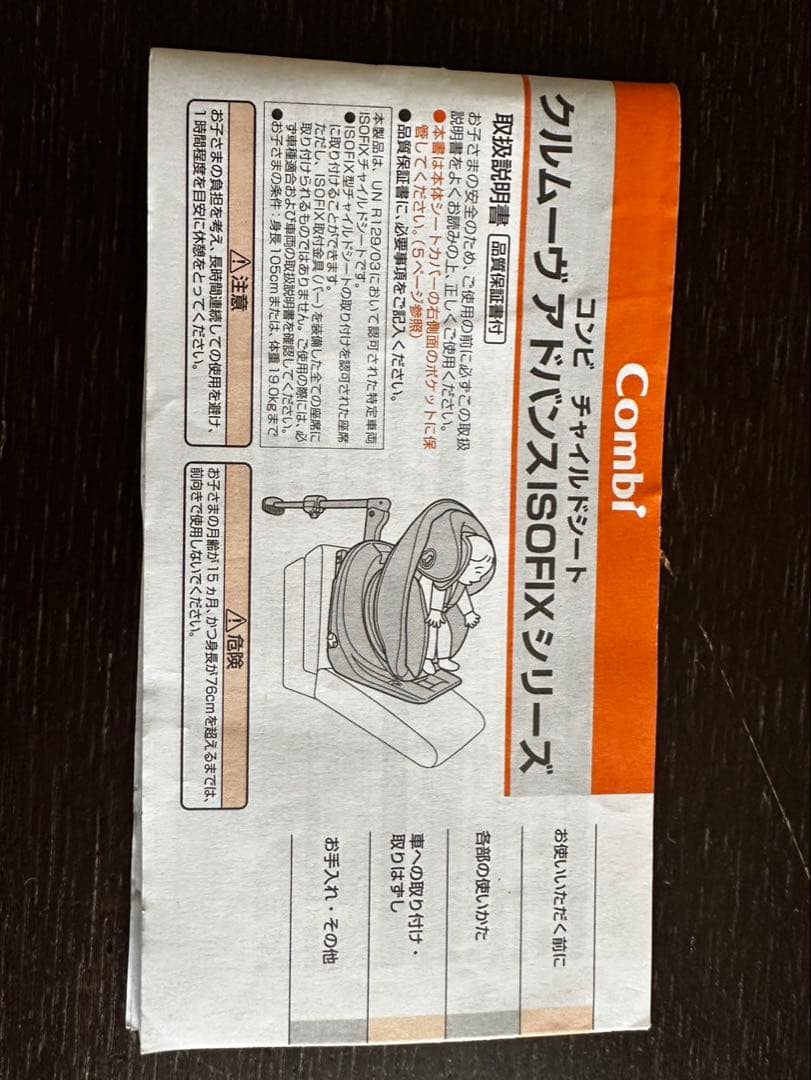 Combi
コンビ チャイルドシート
クルムーヴ アドバンス ISOFIXシリーズ
取扱説明書 品質保証書付
お子さまの安全のため、ご使用の前に必ずこの取扱
説明書をよくお読みの上、正しくご使用ください。
●本書は本体シートカバーの右側面のポケットに保
管してください。(5ページ参照)
●品質保証書に、必要事項をご記入ください。
本製品は、UN R129/03において認可された特定車両
ISOFIXチャイルドシートです。
●ISOFIX型チャイルドシートの取り付けを認可された座席
に取り付けることができます。
ただし、ISOFIX取付金具(バー)を装備した全ての座席に
取り付けられるものではありません。ご使用の際には、必
ず車種適合および車両の取扱説明書を確認してください。
●お子さまの条件:身長105cmまたは、体重19.0kgまで
注意
お子さまの負担を考え、長時間連続しての使用を避け、
1時間程度を目安に休憩をとってください。
危険
お子さまの月齢が15ヵ月、かつ身長が76cmを超えるまでは、
前向きで使用しないでください。
お使いいただく前に
各部の使いかた
車への取り付け・
取りはずし
お手入れ・その他